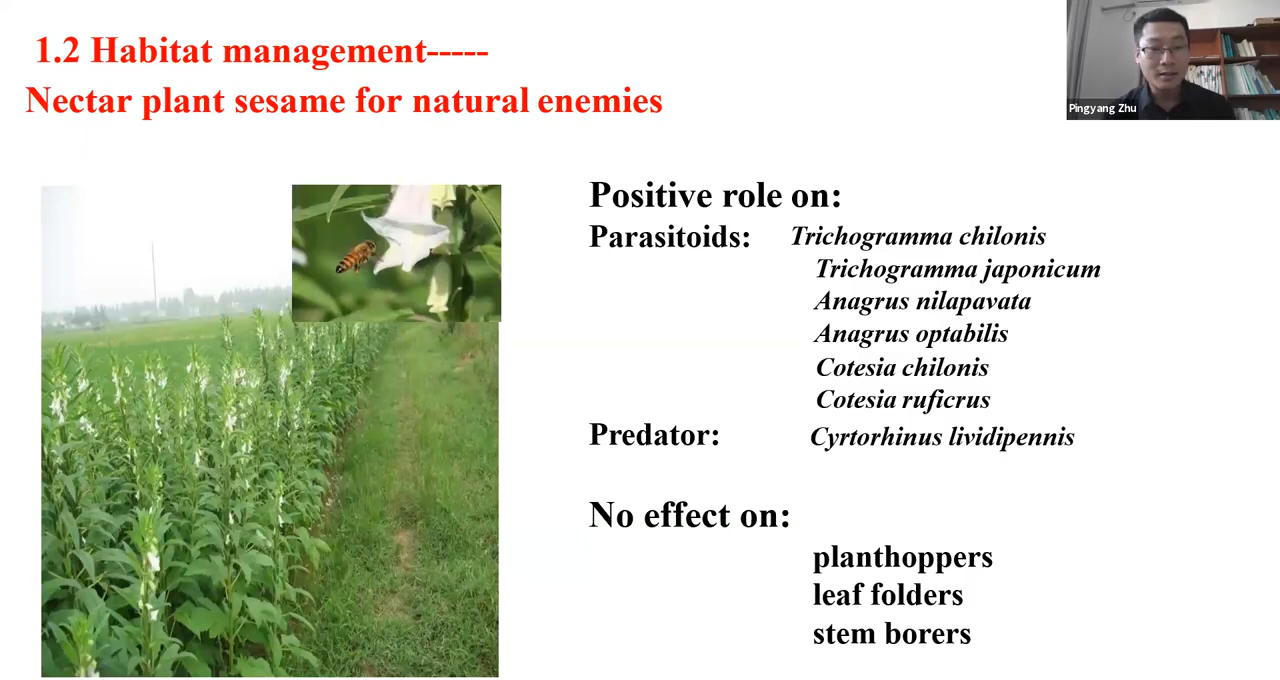 1.2 Habitat management-----
Nectar plant sesame for natural enemies
Pingyang Zhu
Positive role on:
Parasitoids: Trichogramma chilonis
Trichogramma japonicum
Anagrus nilapavata
Anagrus optabilis
Cotesia chilonis
Cotesia ruficrus
Predator: Cyrtorhinus lividipennis
No effect on:
planthoppers
leaf folders
stem borers